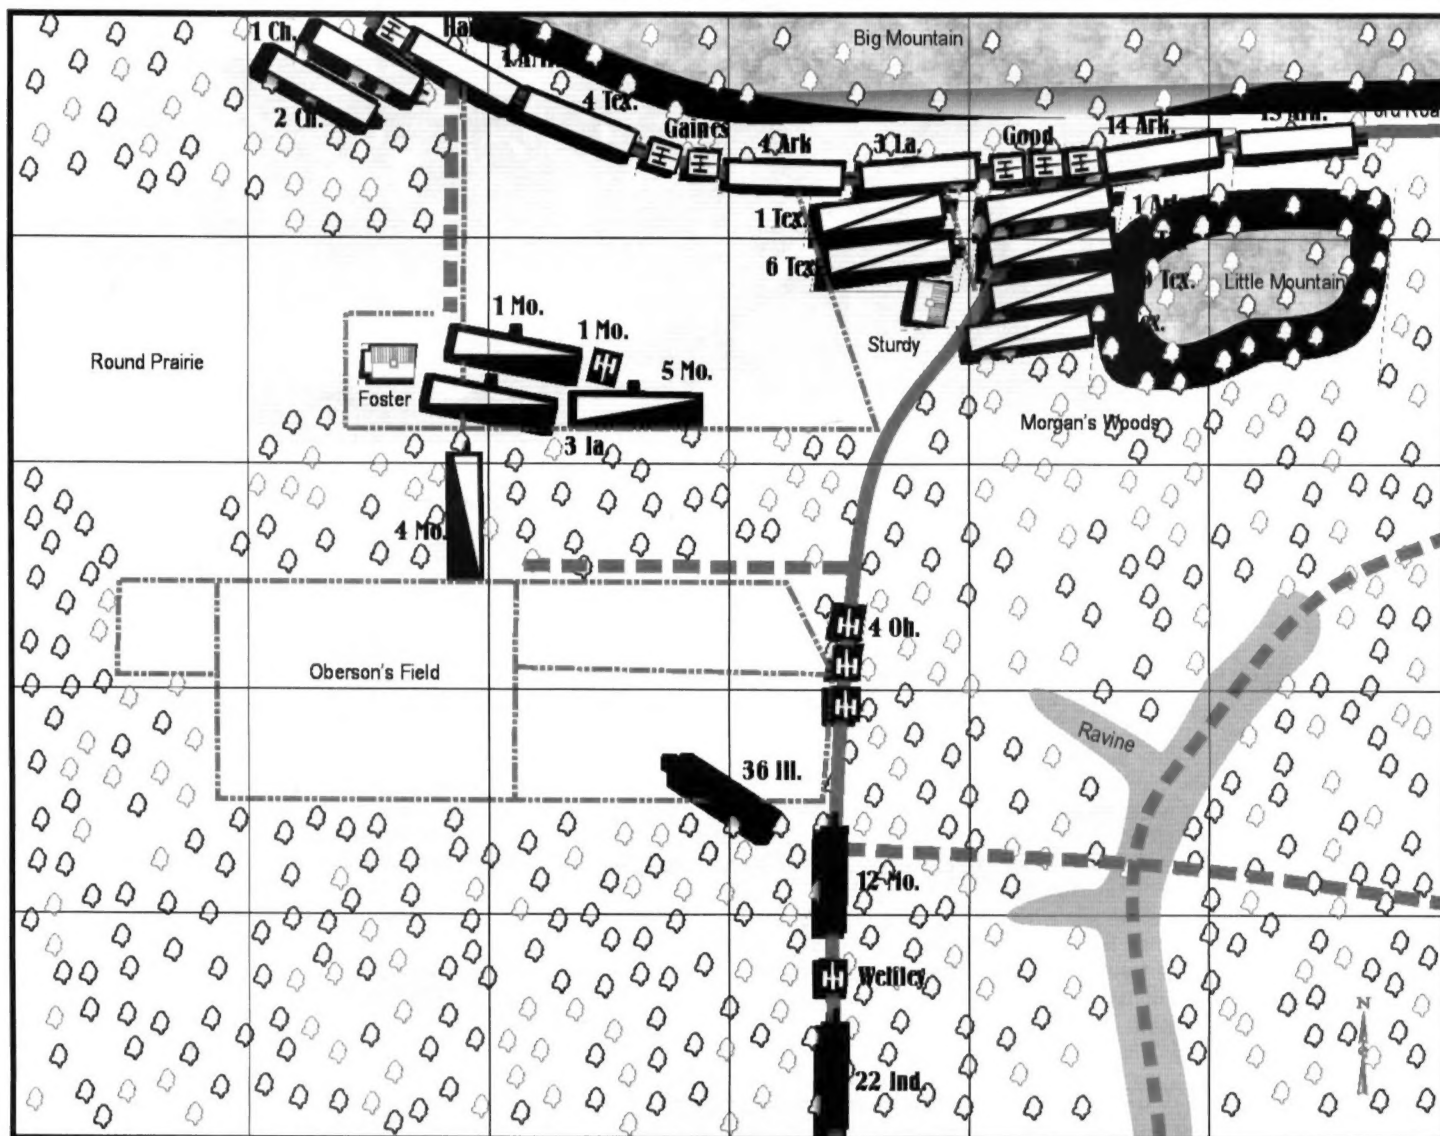 Big Mountain
1 Ch.
2 Ch.
4 Tex.
Gaines
4 Ark
3 La.
Good
14 Ark.
1 Tex.
6 Tex.
Little Mountain
Sturdy
Round Prairie
1 Mo.
1 Mo.
5 Mo.
Foster
3 Ia.
Morgan's Woods
4 Mo.
4 Oh.
Oberson's Field
Ravine
36 Ill.
12 Mo.
Welfley
N
22 Ind.